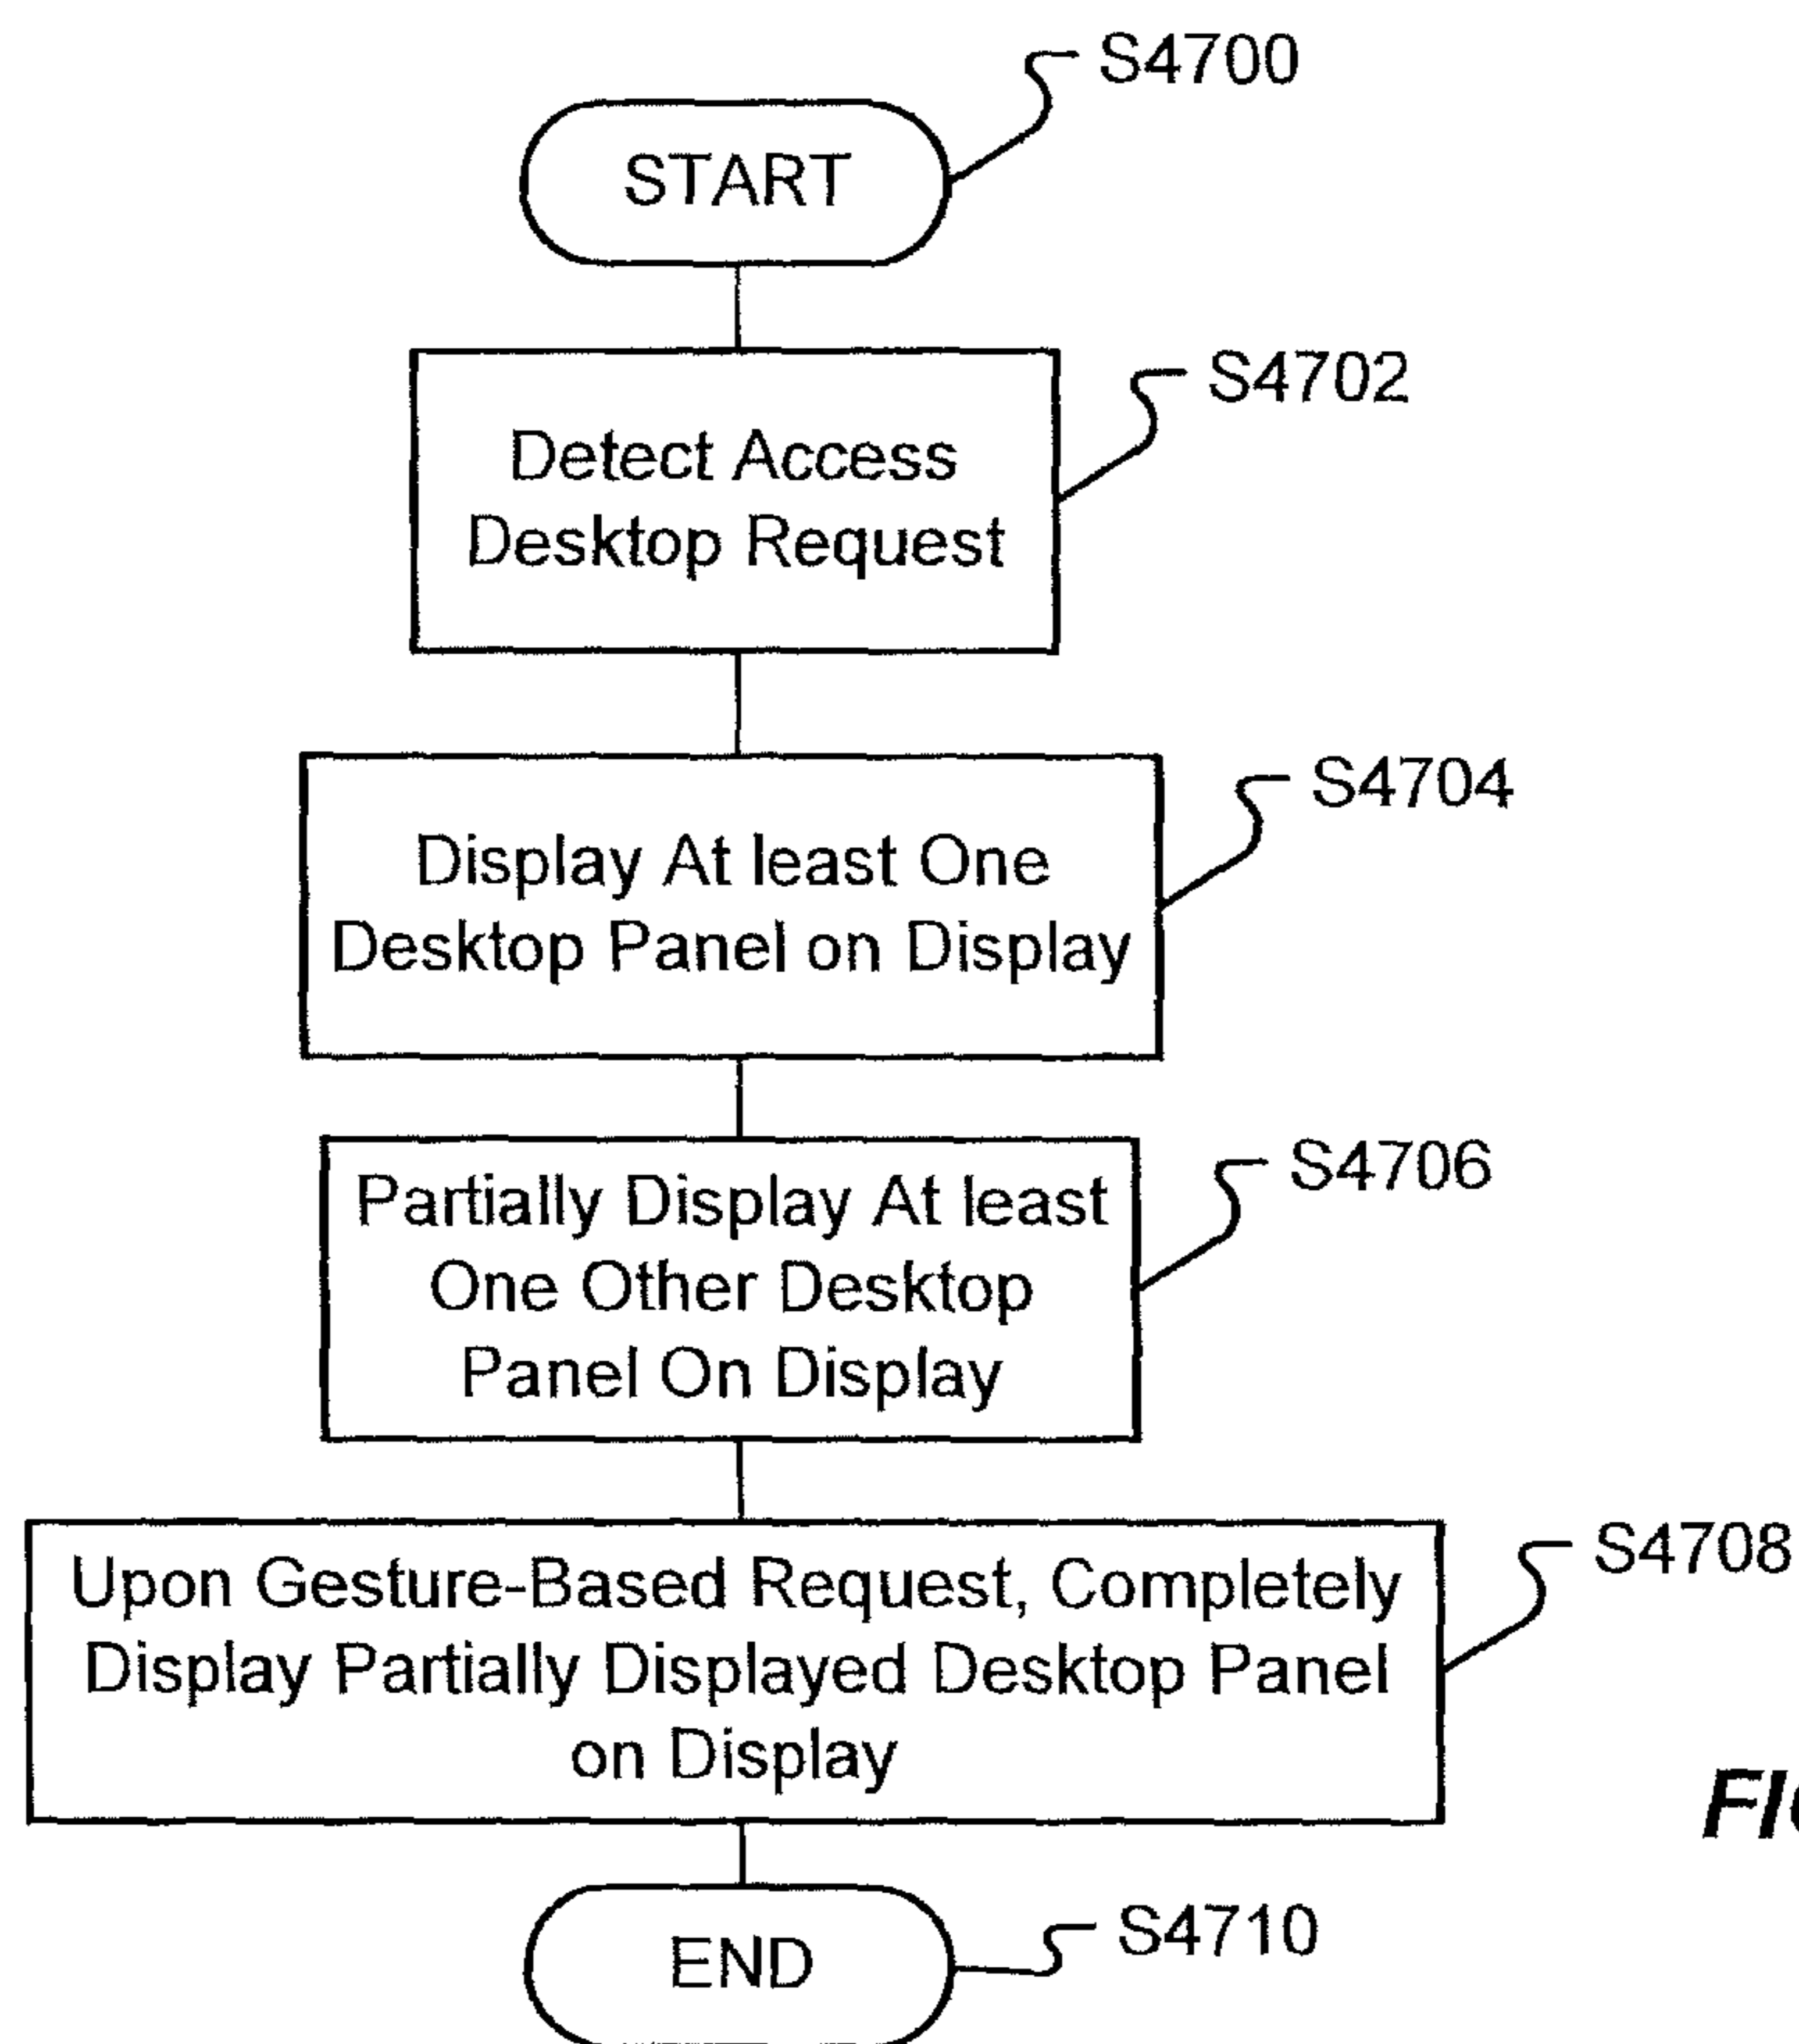 S4700
START
S4702
Detect Access
Desktop Request
S4704
Display At least One
Desktop Panel on Display
S4706
Partially Display At least
One Other Desktop
Panel On Display
S4708
Upon Gesture-Based Request, Completely
Display Partially Displayed Desktop Panel
on Display
S4710
END